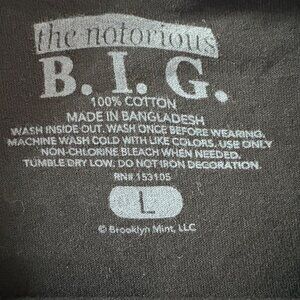 the notorious
B. I. G.
100% COTTON
MADE IN BANGLADESH
WASH INSIDE OUT. WASH ONCE BEFORE WEARING.
MACHINE WASH COLD WITH LIKE COLORS. USE ONLY
NON-CHLORINE BLEACH WHEN NEEDED.
TUMBLE DRY LOW. DO NOT IRON DECORATION.
RN# 153105
L
© Brooklyn Mint, LLC